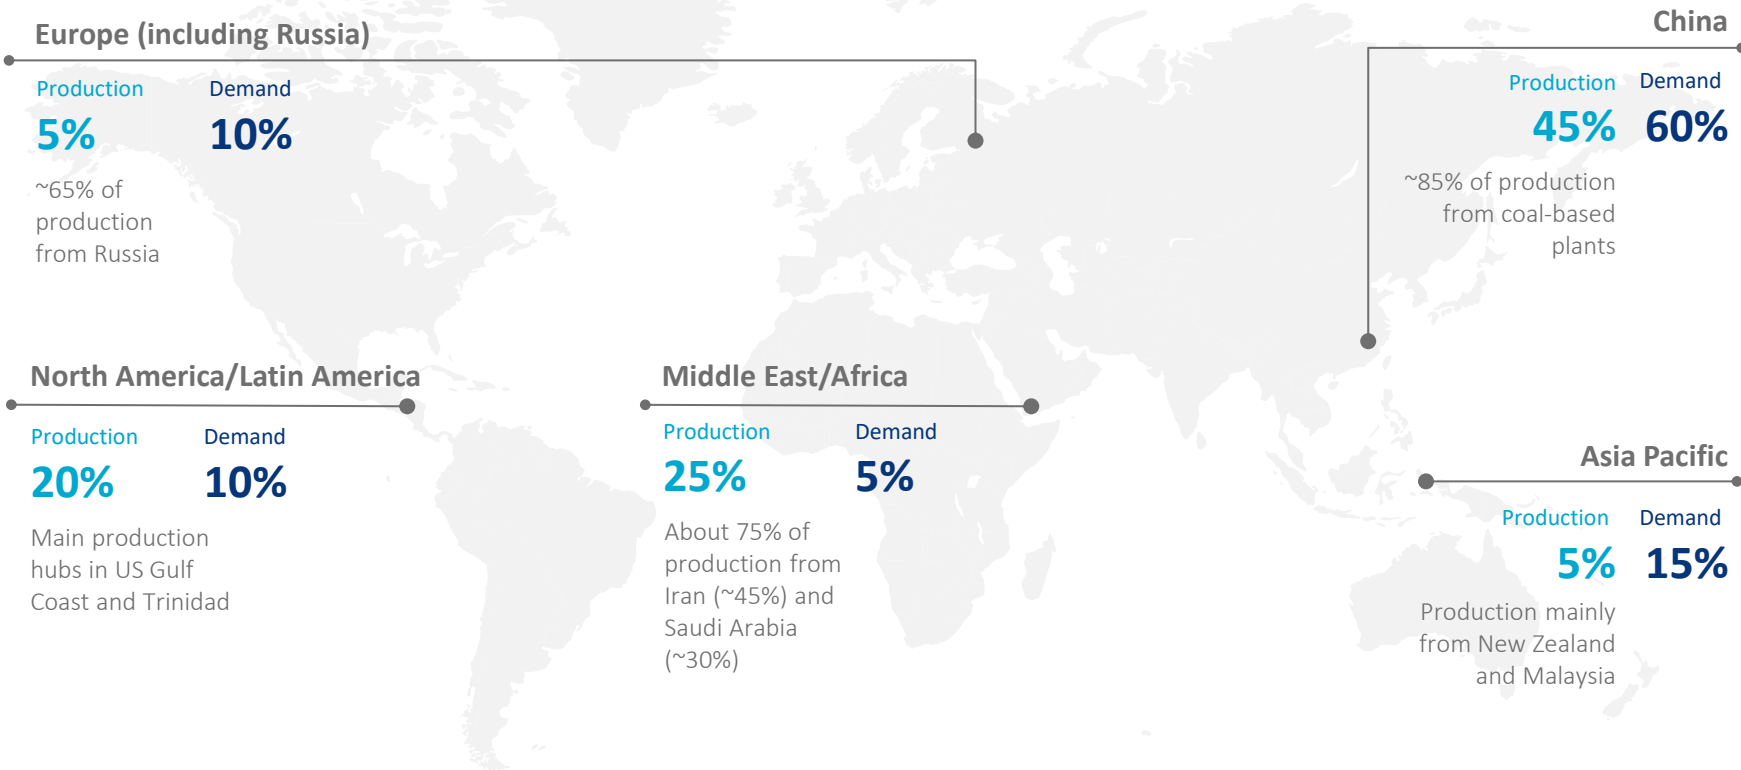 Europe (including Russia)
Production Demand
5% 10%
~65% of
production
from Russia
China
Production Demand
45% 60%
~85% of production
from coal-based
plants
North America/Latin America
Production Demand
20% 10%
Main production
hubs in US Gulf
Coast and Trinidad
Middle East/Africa
Production Demand
25% 5%
About 75% of
production from
Iran (~45%) and
Saudi Arabia
(~30%)
Asia Pacific
Production Demand
5% 15%
Production mainly
from New Zealand
and Malaysia